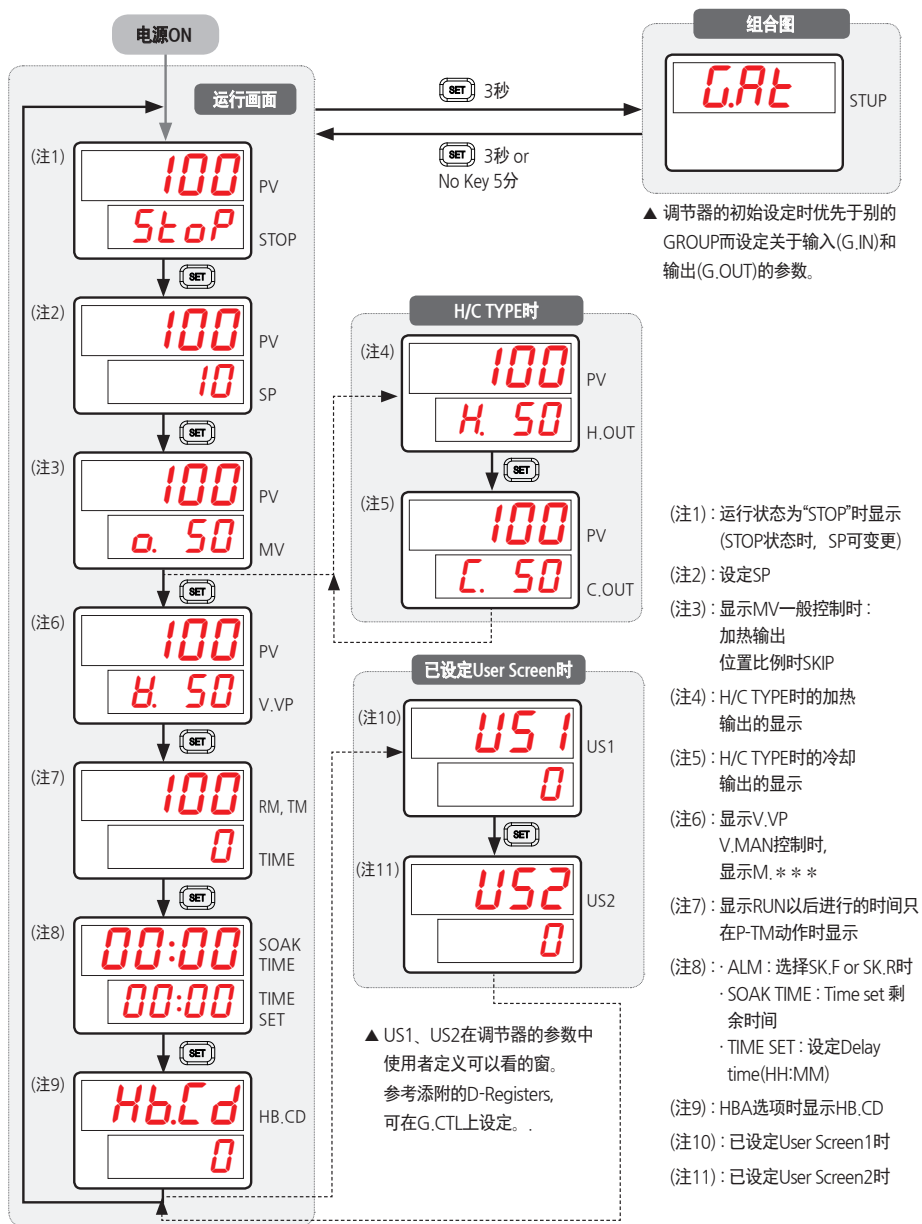 电源ON
运行画面
(注1)
100
PV
StoP
STOP
SET
(注2)
100
PV
10
SP
SET
(注3)
100
PV
o. 50
MV
SET
(注6)
100
PV
V. 50
V.VP
SET
(注7)
100
RM, TM
0
TIME
SET
(注8)
00:00
SOAK
TIME
00:00
TIME
SET
SET
(注9)
Hb.Cd
HB.CD
0
SET 3秒
SET 3秒 or
No Key 5分
组合图
G.At
STUP
▲ 调节器的初始设定时优先于别的
GROUP而设定关于输入(G.IN)和
输出(G.OUT)的参数。
H/C TYPE时
(注4)
100
PV
H. 50
H.OUT
SET
(注5)
100
PV
C. 50
C.OUT
已设定User Screen时
(注10)
US1
US1
0
SET
(注11)
US2
US2
0
▲ US1、US2在调节器的参数中
使用者定义可以看的窗。
参考添附的D-Registers,
可在G.CTL上设定。.
(注1) : 运行状态为“STOP”时显示
(STOP状态时, SP可变更)
(注2) : 设定SP
(注3) : 显示MV一般控制时 :
加热输出
位置比例时SKIP
(注4) : H/C TYPE时的加热
输出的显示
(注5) : H/C TYPE时的冷却
输出的显示
(注6) : 显示V.VP
V.MAN控制时,
显示M.＊＊＊
(注7) : 显示RUN以后进行的时间只
在P-TM动作时显示
(注8) : · ALM : 选择SK.F or SK.R时
· SOAK TIME : Time set 剩
余时间
· TIME SET : 设定Delay
time(HH:MM)
(注9) : HBA选项时显示HB.CD
(注10) : 已设定User Screen1时
(注11) : 已设定User Screen2时